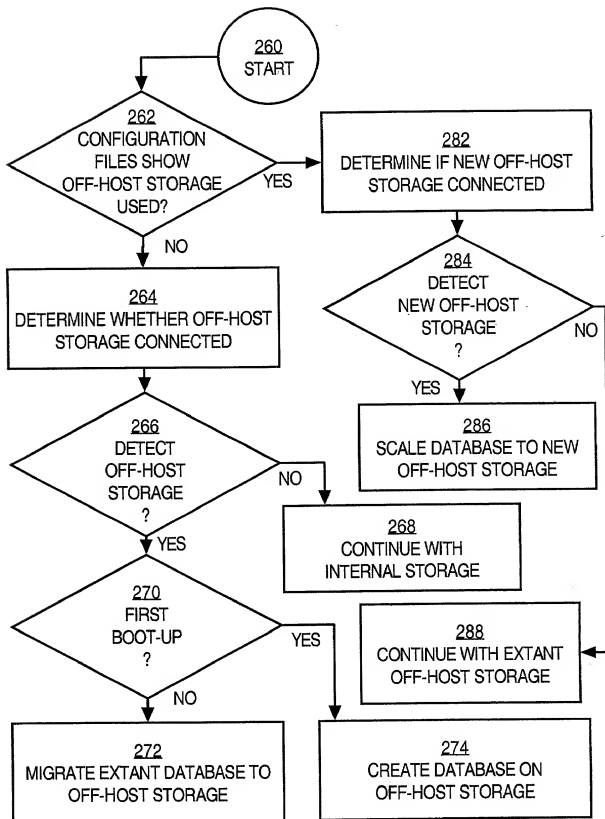 260
START
262
CONFIGURATION
FILES SHOW
OFF-HOST STORAGE
USED?
YES
NO
282
DETERMINE IF NEW OFF-HOST
STORAGE CONNECTED
284
DETECT
NEW OFF-HOST
STORAGE
?
NO
YES
286
SCALE DATABASE TO NEW
OFF-HOST STORAGE
264
DETERMINE WHETHER OFF-HOST
STORAGE CONNECTED
266
DETECT
OFF-HOST
STORAGE
?
NO
YES
268
CONTINUE WITH
INTERNAL STORAGE
270
FIRST
BOOT-UP
?
YES
NO
288
CONTINUE WITH EXTANT
OFF-HOST STORAGE
272
MIGRATE EXTANT DATABASE TO
OFF-HOST STORAGE
274
CREATE DATABASE ON
OFF-HOST STORAGE